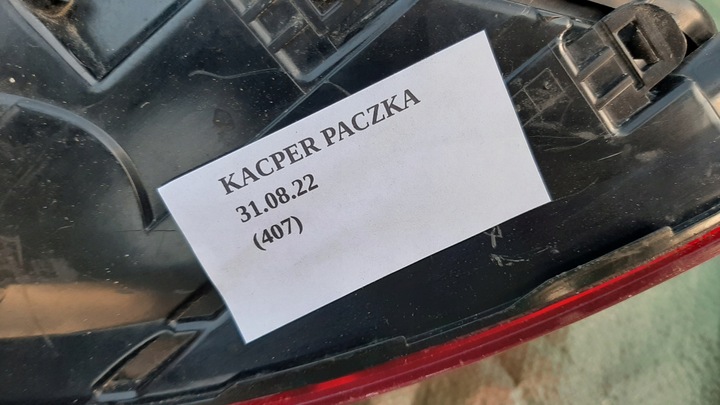 KACPER PACZKA
31.08.22
(407)